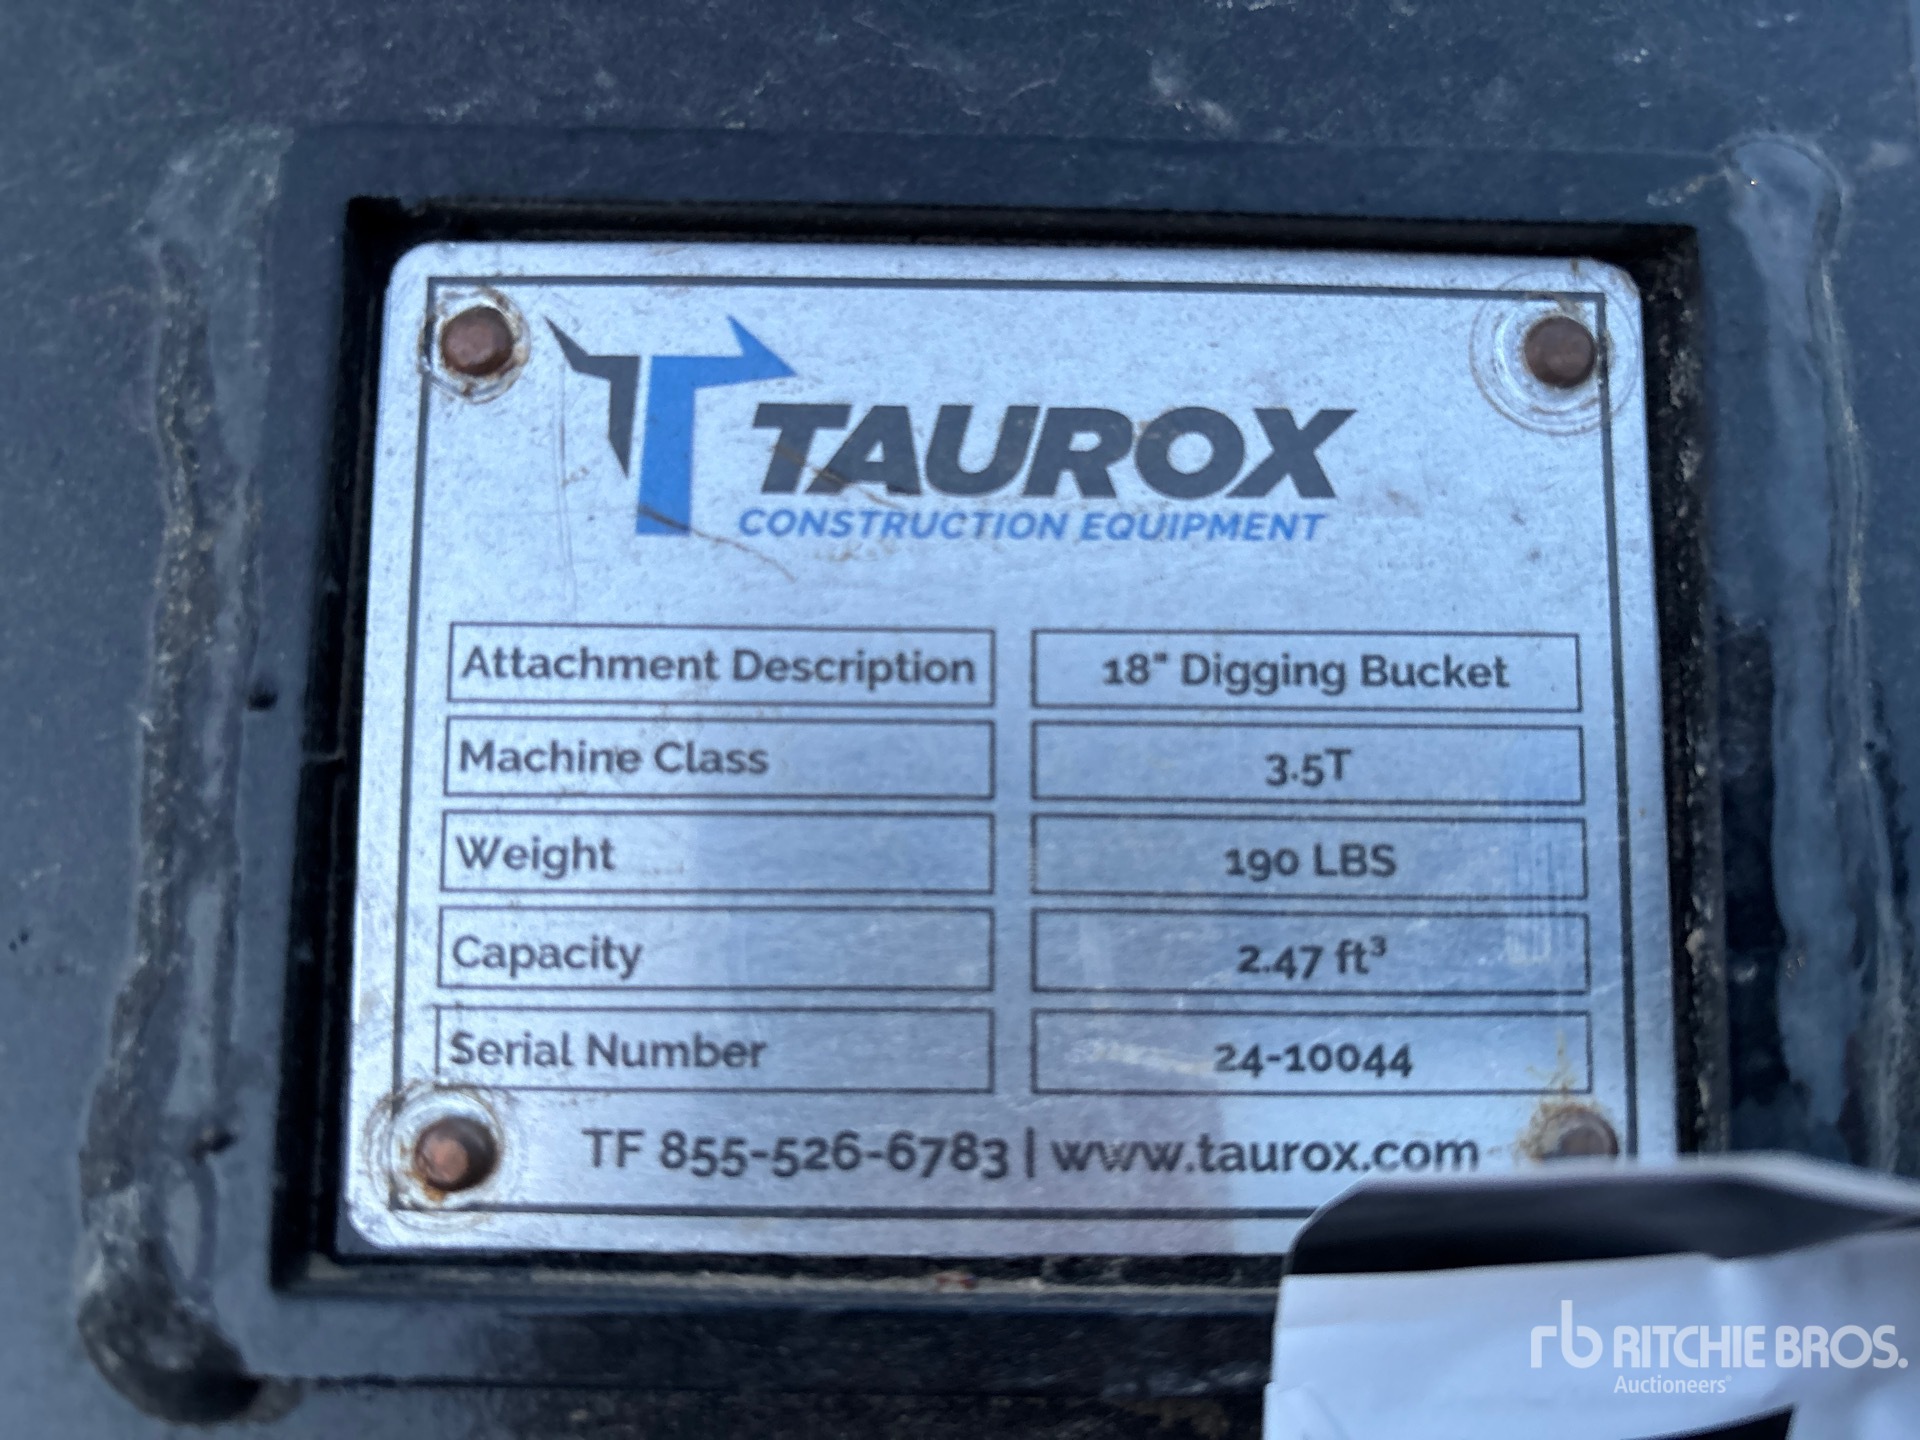 TAUROX
CONSTRUCTION EQUIPMENT
Attachment Description 18" Digging Bucket
Machine Class 3.5T
Weight 190 LBS
Capacity 2.47 ft³
Serial Number 24-10044
TF 855-526-6783 | www.taurox.com
rb RITCHIE BROS.
Auctioneers